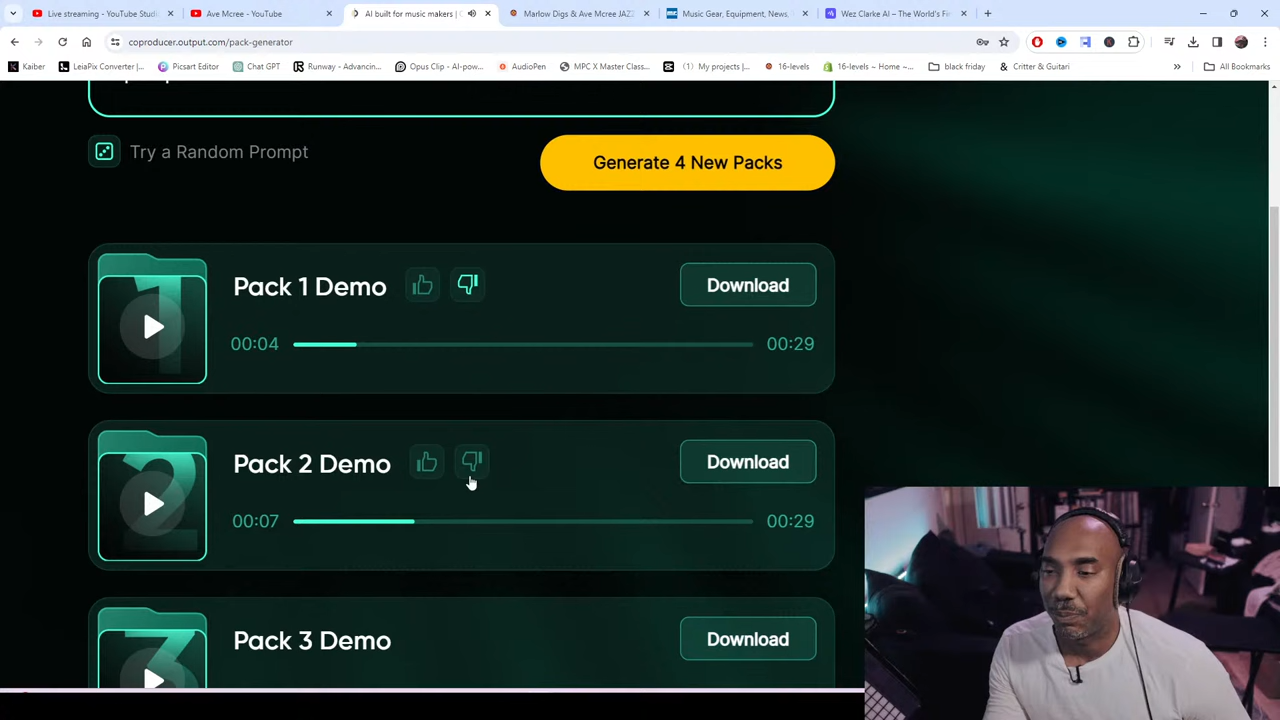 Live streaming - YouTube Studi
Ave Mcree - YouTube
AI built for music makers | C
Marlow Digs & Ave Mcree JAZZ
Music Gear, Equipment, News,
Wez Clarke AI – The World's Fi
coproducer.output.com/pack-generator
Kaiber
LeiaPix Converter |...
Picsart Editor
Chat GPT
Runway - Advancin...
Opus Clip - AI-pow...
AudioPen
MPC X Master Class...
(1) My projects |...
16-levels
~ 16-levels ~ Home ~...
black friday
Critter & Guitari
»
All Bookmarks
Try a Random Prompt
Generate 4 New Packs
1
Pack 1 Demo
Download
00:04
00:29
2
Pack 2 Demo
Download
00:07
00:29
3
Pack 3 Demo
Download